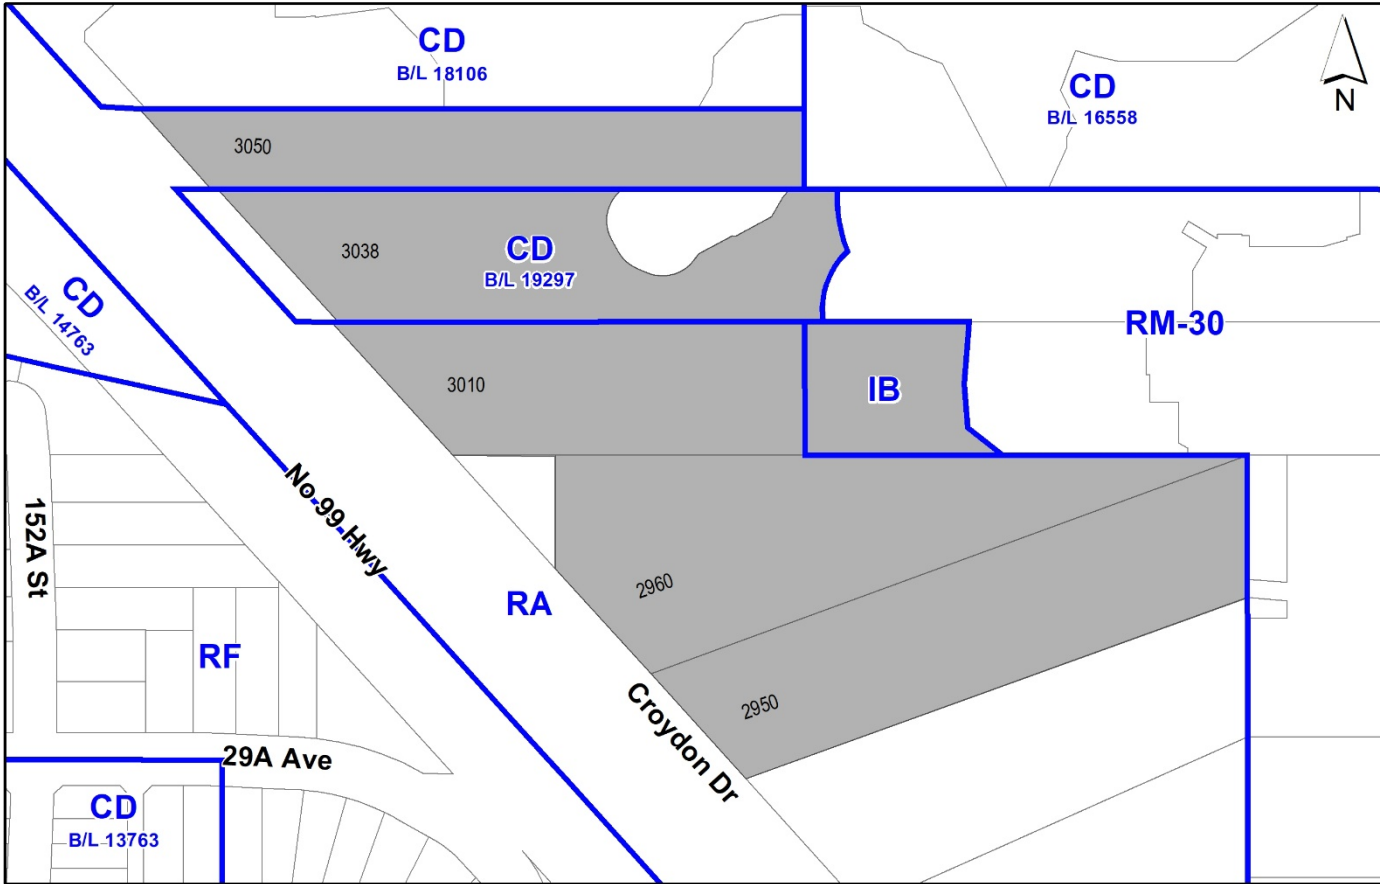 CD
B/L 18106
CD
B/L 16558
N
3050
3038
CD
B/L 19297
CD
B/L 14763
RM-30
3010
IB
No 99 Hwy
152A St
2960
RA
RF
2950
Croydon Dr
29A Ave
CD
B/L 13763